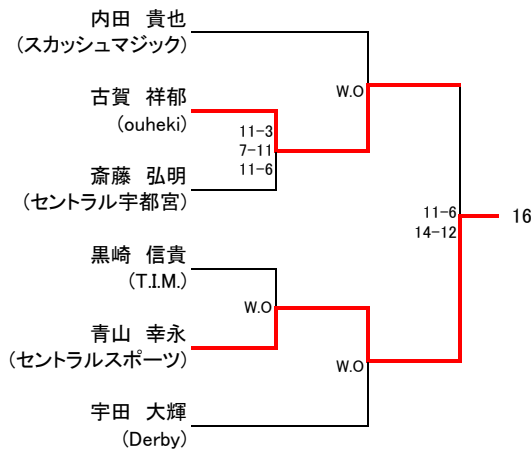 内田 貴也
(スカッシュマジック)
W.O
古賀 祥郁
(ouheki)
11-3
7-11
11-6
斎藤 弘明
(セントラル宇都宮)
11-6
14-12
16
黒崎 信貴
(T.I.M.)
W.O
青山 幸永
(セントラルスポーツ)
W.O
宇田 大輝
(Derby)